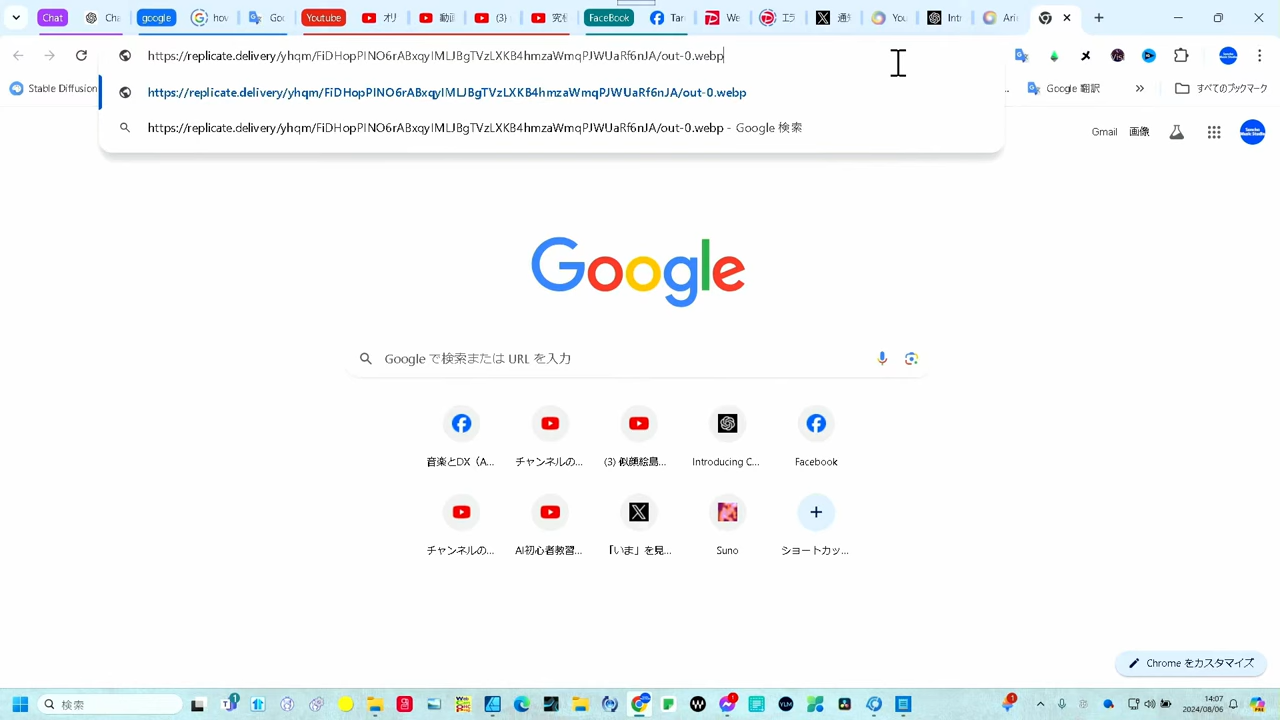 Chat
Ch
google
hov
Go
Youtube
オリ
動画
(3)
究极
FaceBook
Tar
We
エラ
通知
You
Intr
Aria
https://replicate.delivery/yhqm/FiDHopPINO6rABxqyIMLJBgTVzLXKB4hmzaWmqPJWUaRf6nJA/out-0.webp
Stable Diffusion
https://replicate.delivery/yhqm/FiDHopPINO6rABxqyIMLJBgTVzLXKB4hmzaWmqPJWUaRf6nJA/out-0.webp
Google 翻訳
すべてのブックマーク
https://replicate.delivery/yhqm/FiDHopPINO6rABxqyIMLJBgTVzLXKB4hmzaWmqPJWUaRf6nJA/out-0.webp - Google 検索
Gmail 画像
Google
Google で検索または URL を入力
音楽とDX（A...
チャンネルの...
(3) 似顔絵島...
Introducing C...
Facebook
チャンネルの...
AI初心者教習...
「いま」を見...
Suno
ショートカッ...
Chrome をカスタマイズ
検索
14:07
2024/08/06